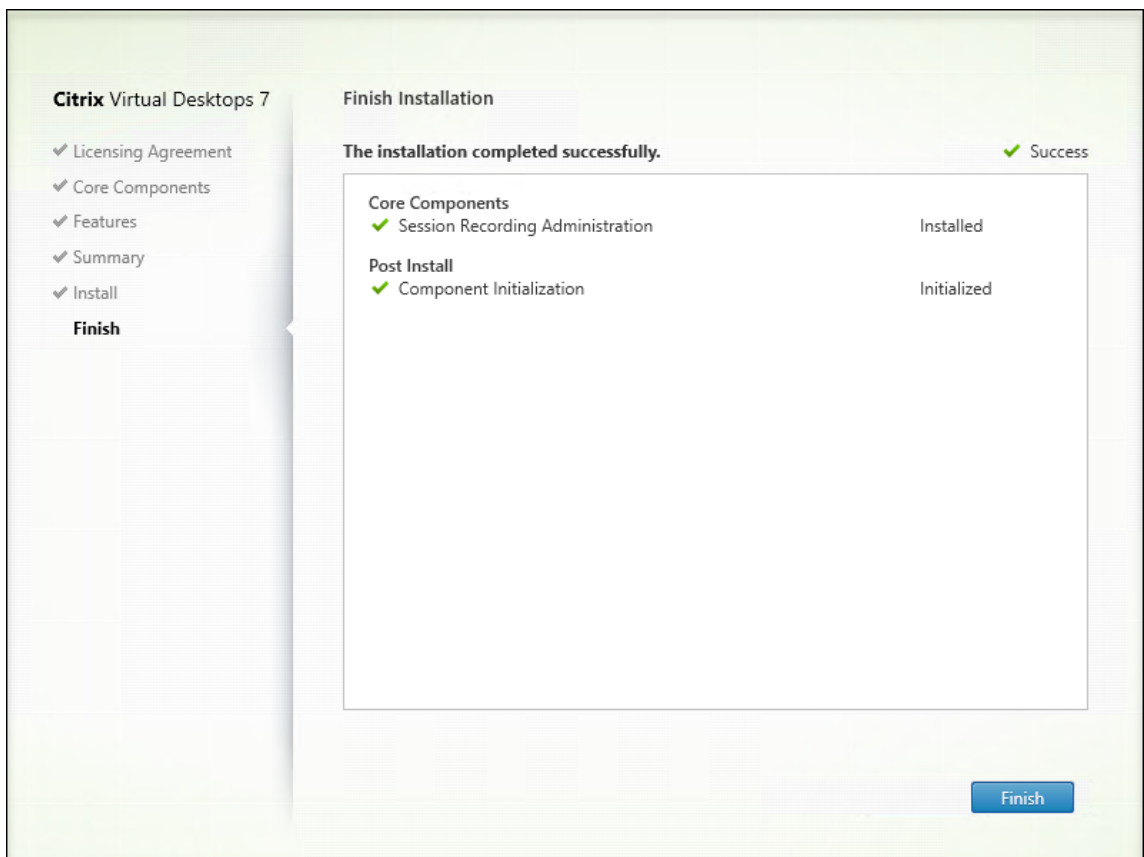 Citrix Virtual Desktops 7
Licensing Agreement
Core Components
Features
Summary
Install
Finish
Finish Installation
The installation completed successfully. Success
Core Components
Session Recording Administration Installed
Post Install
Component Initialization Initialized
Finish